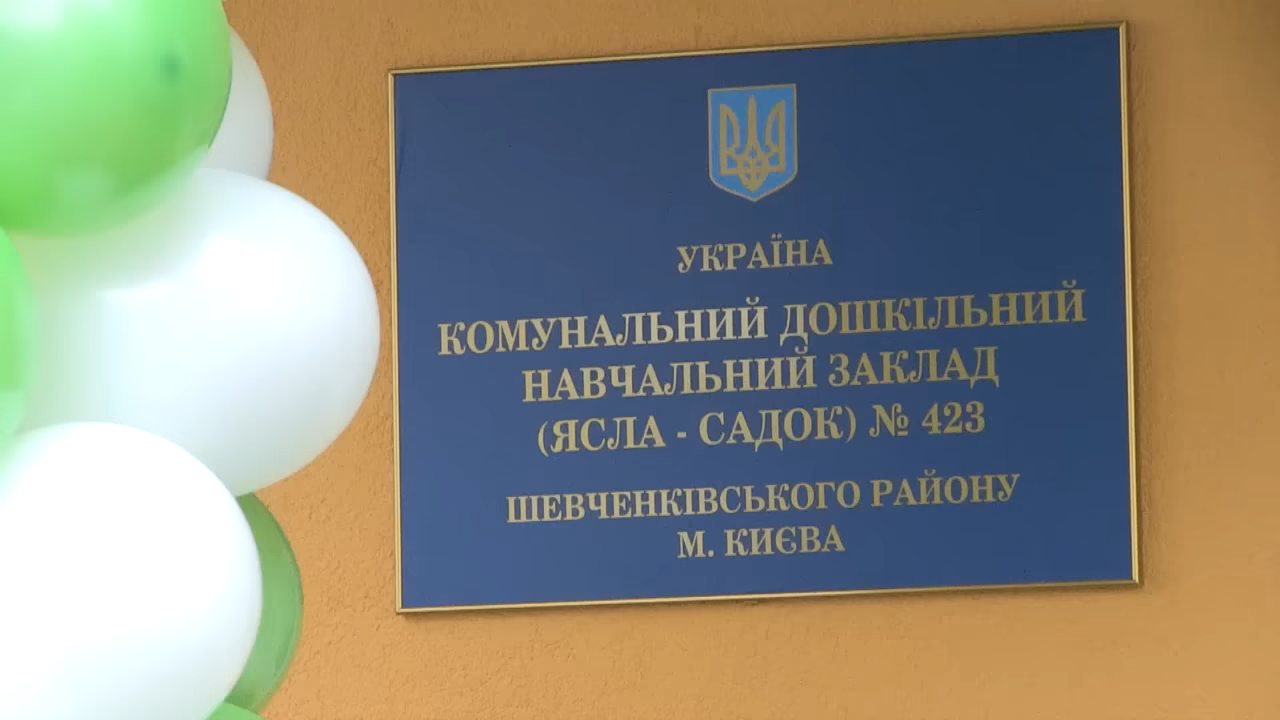 УКРАЇНА
КОМУНАЛЬНИЙ ДОШКІЛЬНИЙ
НАВЧАЛЬНИЙ ЗАКЛАД
(ЯСЛА - САДОК) № 423
ШЕВЧЕНКІВСЬКОГО РАЙОНУ
М. КИЄВА